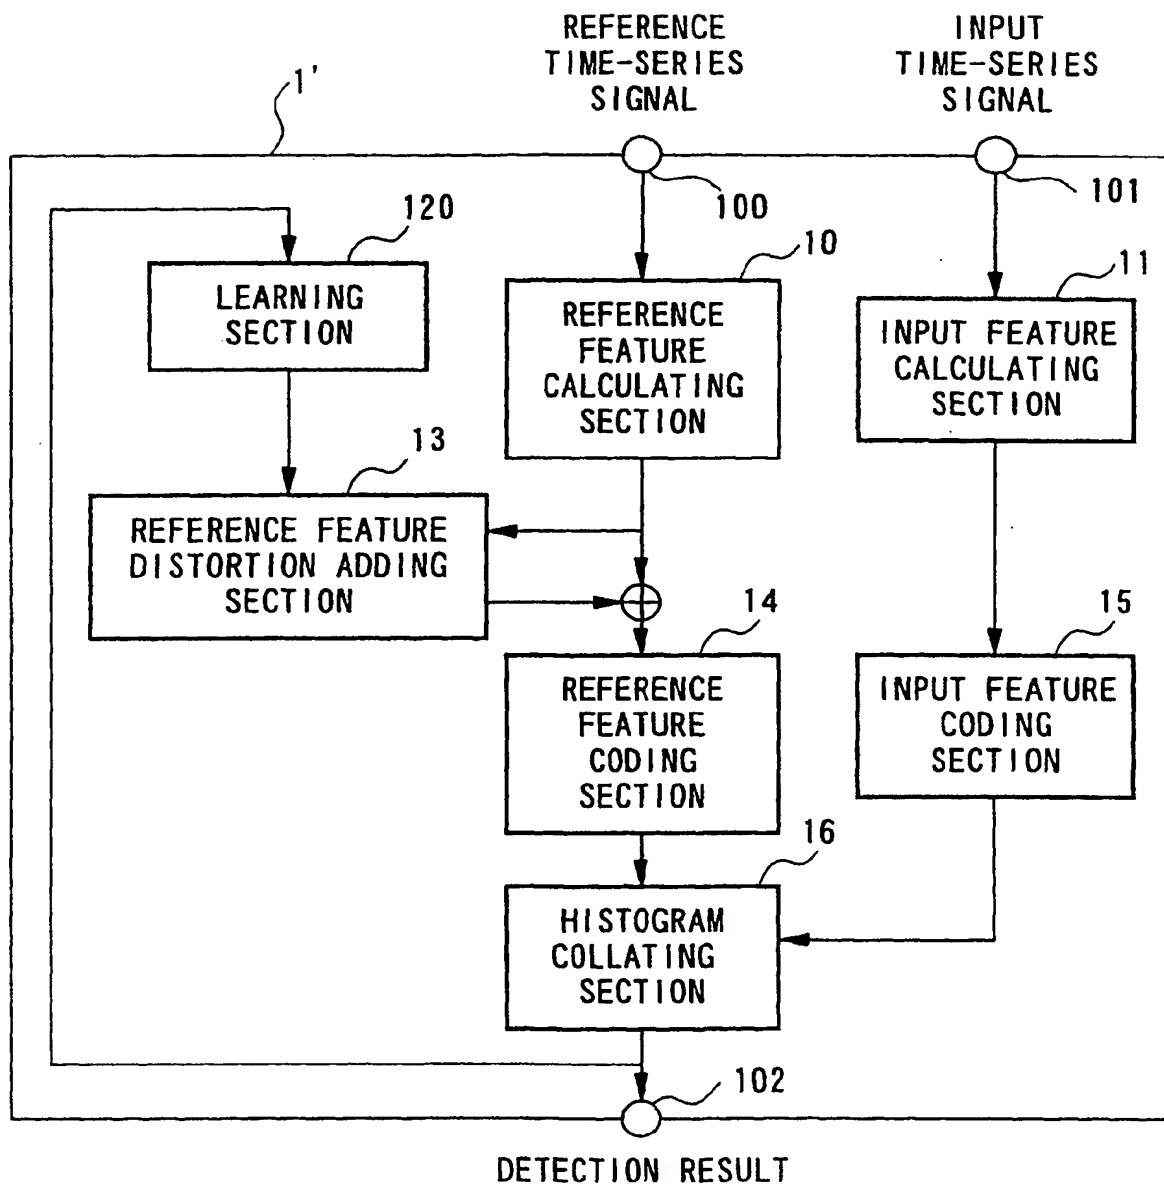 REFERENCE
TIME-SERIES
SIGNAL
INPUT
TIME-SERIES
SIGNAL
1'
100
101
120
LEARNING
SECTION
10
REFERENCE
FEATURE
CALCULATING
SECTION
11
INPUT FEATURE
CALCULATING
SECTION
13
REFERENCE FEATURE
DISTORTION ADDING
SECTION
14
REFERENCE
FEATURE
CODING
SECTION
15
INPUT FEATURE
CODING
SECTION
16
HISTOGRAM
COLLATING
SECTION
102
DETECTION RESULT